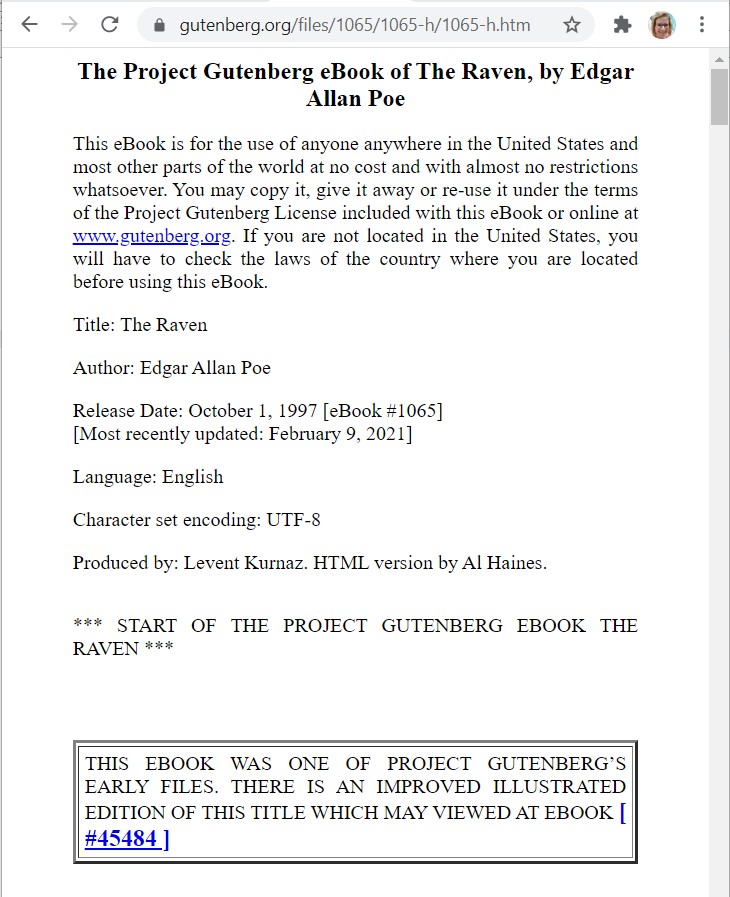 gutenberg.org/files/1065/1065-h/1065-h.htm
The Project Gutenberg eBook of The Raven, by Edgar
Allan Poe
This eBook is for the use of anyone anywhere in the United States and
most other parts of the world at no cost and with almost no restrictions
whatsoever. You may copy it, give it away or re-use it under the terms
of the Project Gutenberg License included with this eBook or online at
www.gutenberg.org. If you are not located in the United States, you
will have to check the laws of the country where you are located
before using this eBook.
Title: The Raven
Author: Edgar Allan Poe
Release Date: October 1, 1997 [eBook #1065]
[Most recently updated: February 9, 2021]
Language: English
Character set encoding: UTF-8
Produced by: Levent Kurnaz. HTML version by Al Haines.
*** START OF THE PROJECT GUTENBERG EBOOK THE
RAVEN ***
THIS EBOOK WAS ONE OF PROJECT GUTENBERG’S
EARLY FILES. THERE IS AN IMPROVED ILLUSTRATED
EDITION OF THIS TITLE WHICH MAY VIEWED AT EBOOK [
#45484 ]